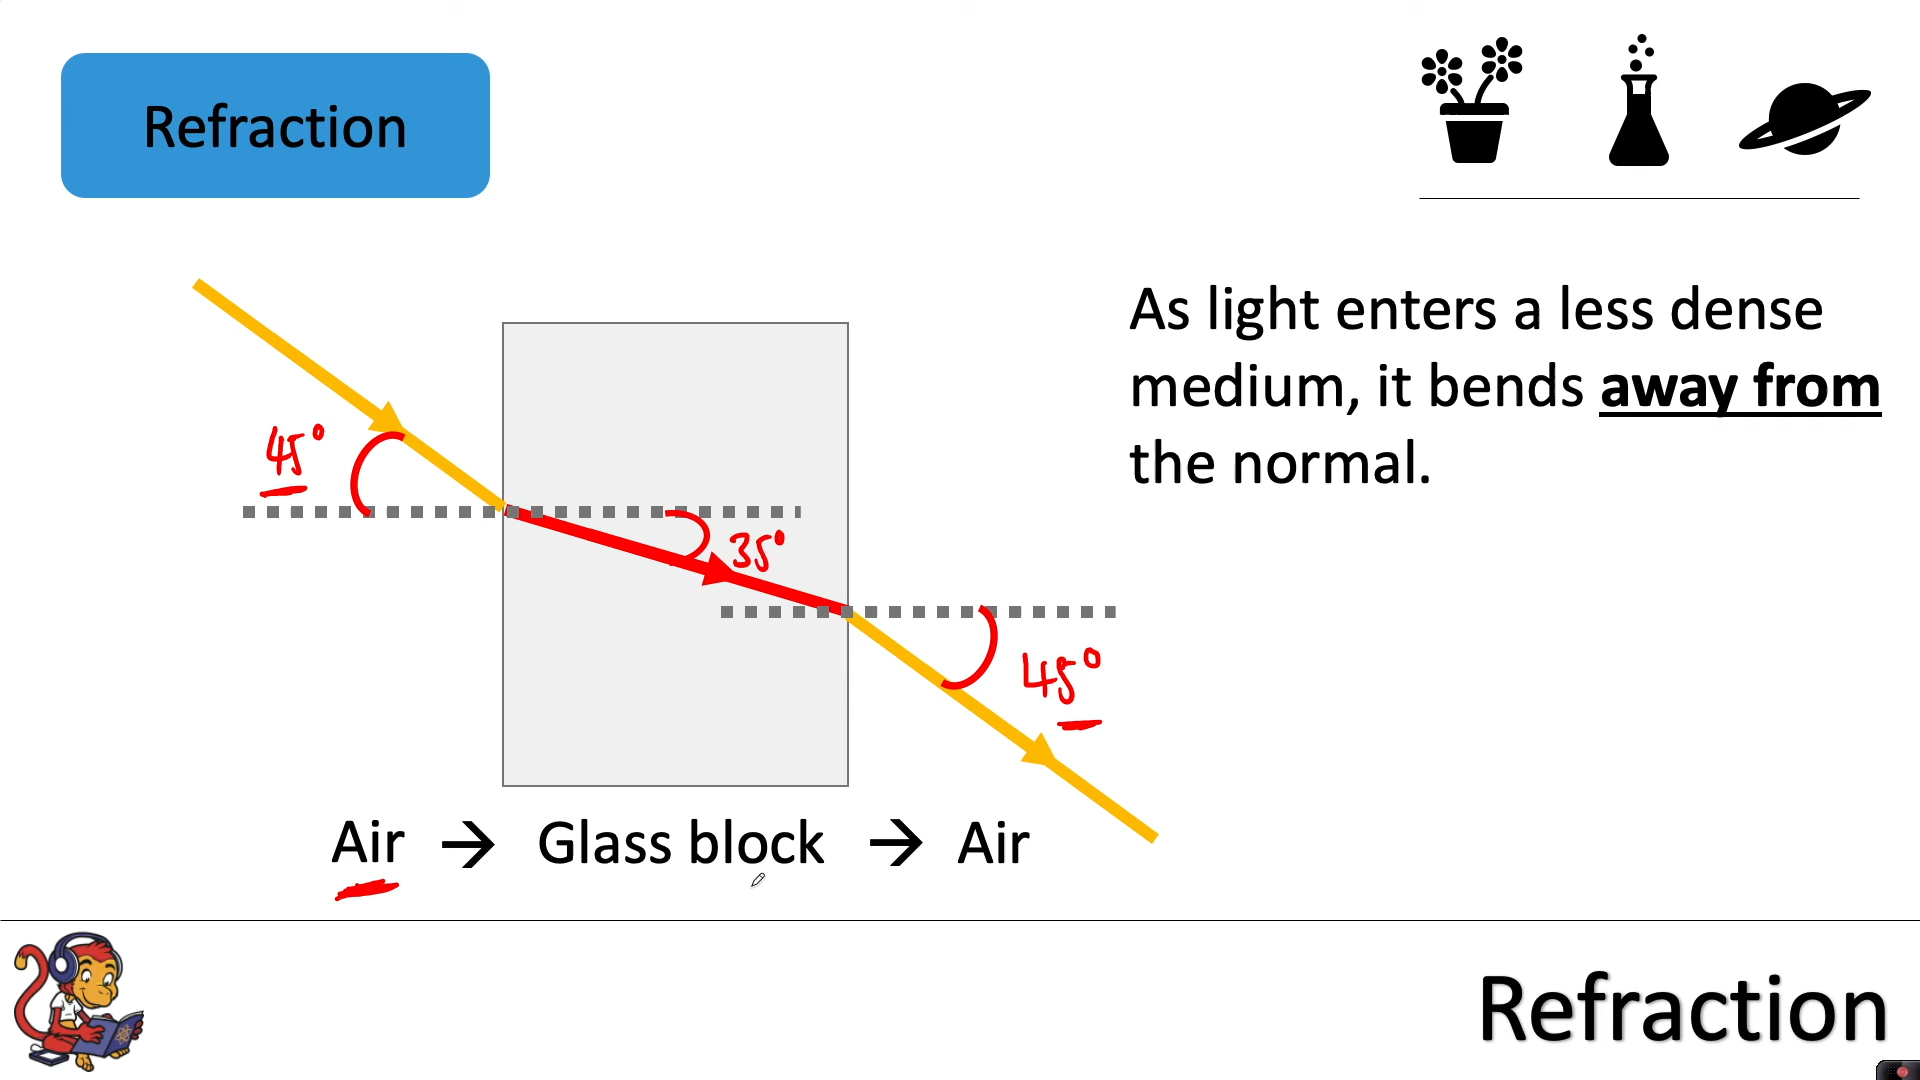 Refraction
As light enters a less dense
medium, it bends away from
the normal.
45°
35°
45°
Air → Glass block → Air
Refraction